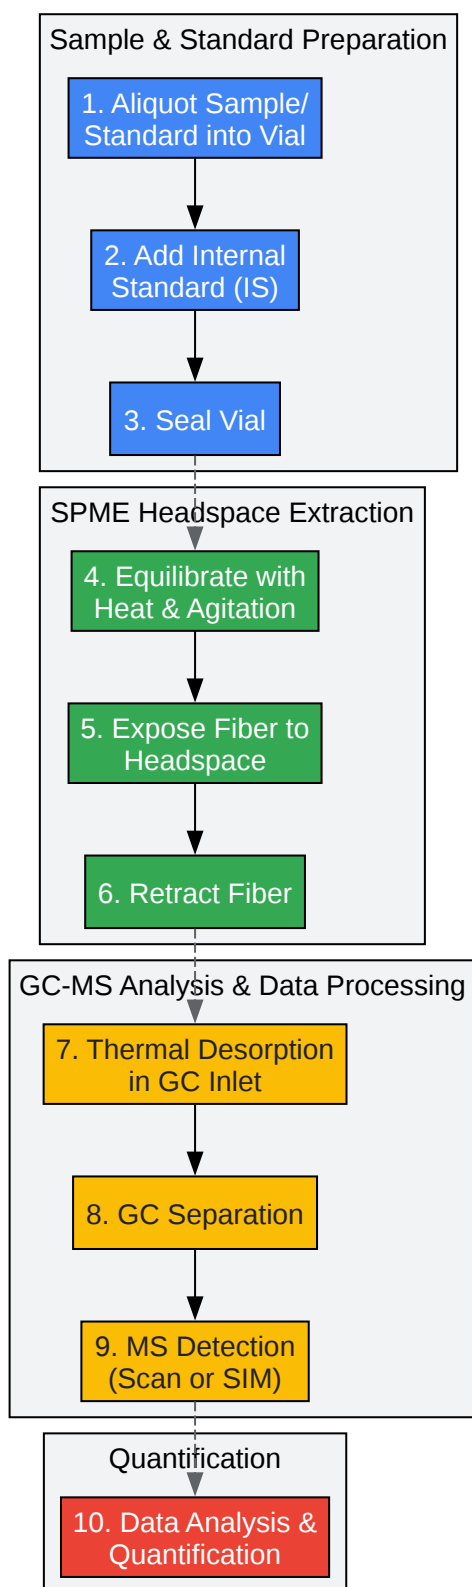 Sample & Standard Preparation
1. Aliquot Sample/
Standard into Vial
2. Add Internal
Standard (IS)
3. Seal Vial
SPME Headspace Extraction
4. Equilibrate with
Heat & Agitation
5. Expose Fiber to
Headspace
6. Retract Fiber
GC-MS Analysis & Data Processing
7. Thermal Desorption
in GC Inlet
8. GC Separation
9. MS Detection
(Scan or SIM)
Quantification
10. Data Analysis &
Quantification